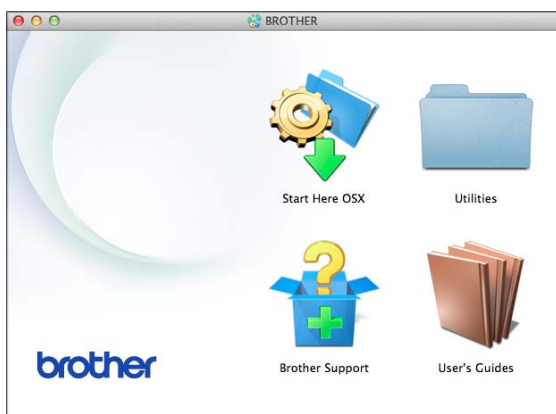 BROTHER
Start Here OSX
Utilities
Brother Support
User's Guides
brother